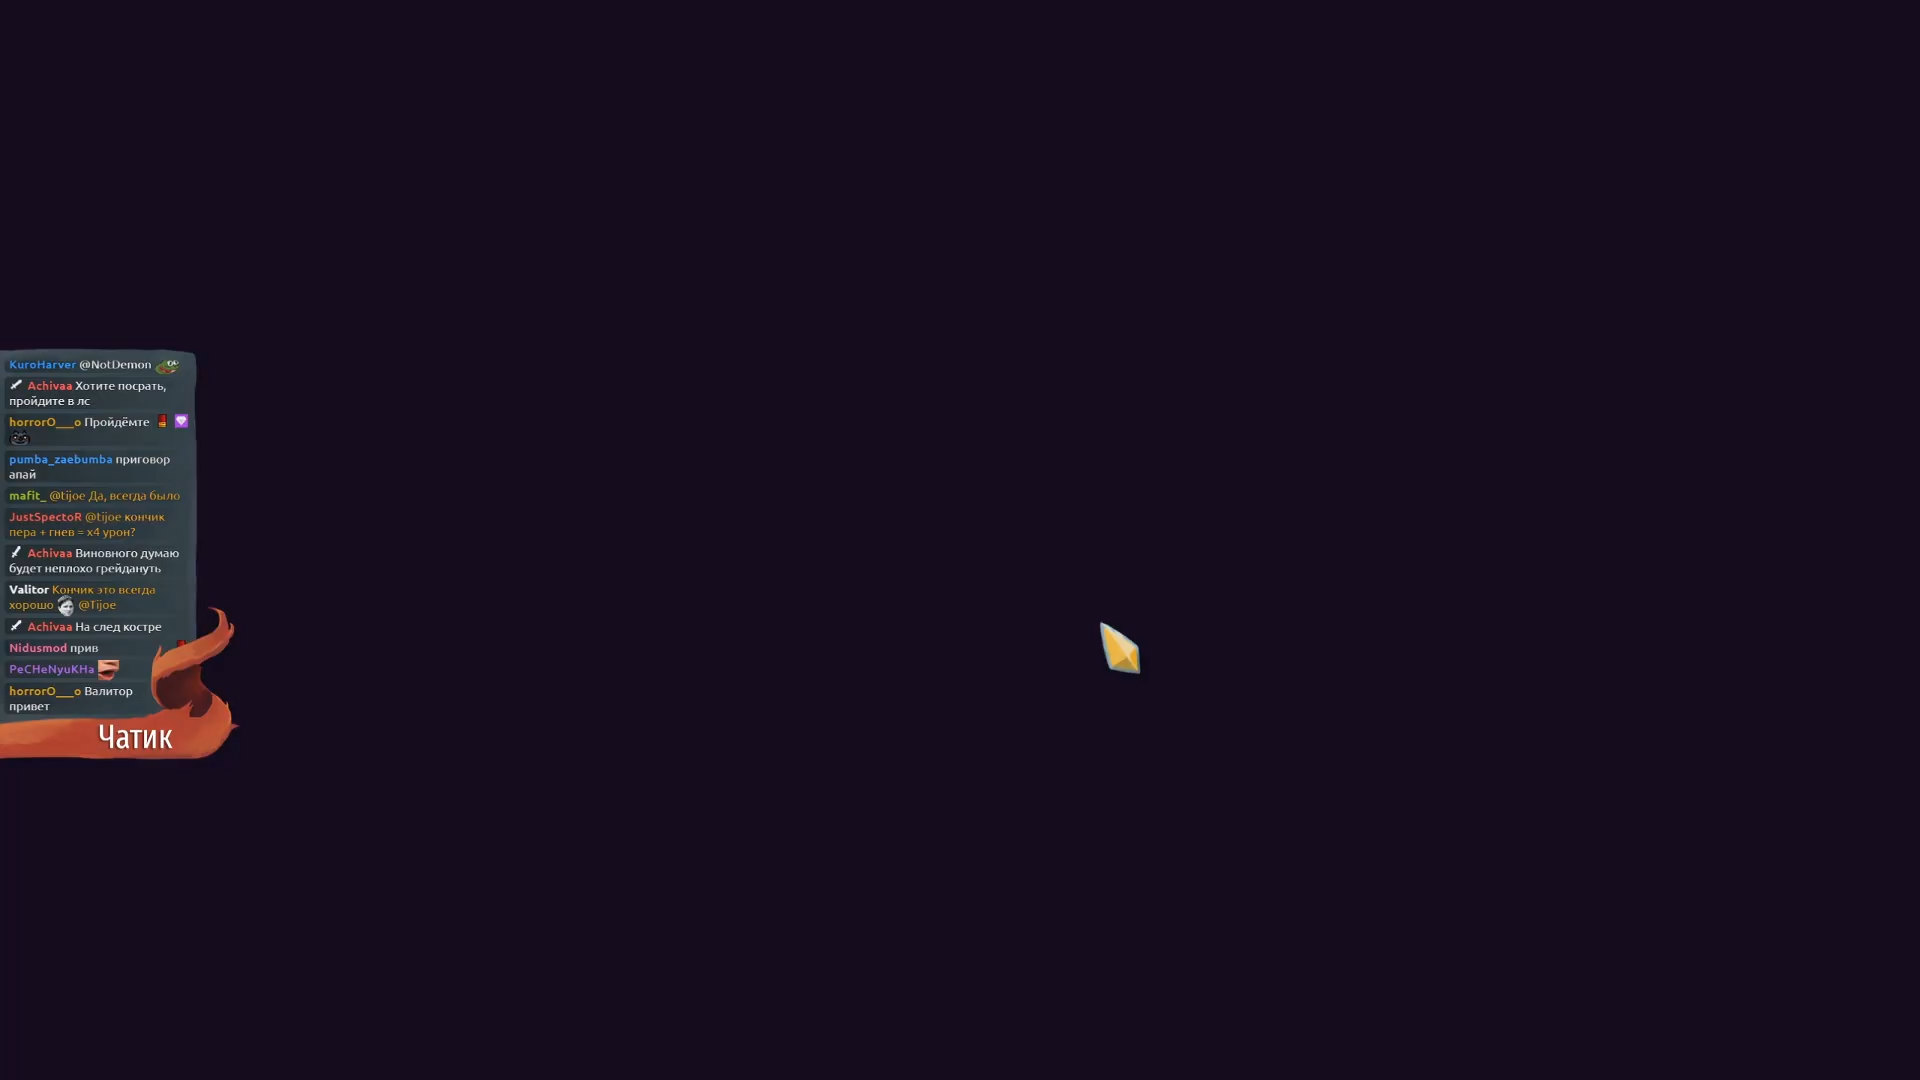 KuroHarver @NotDemon
Achivaa Хотите посрать,
пройдите в лс
horrorO___o Пройдёмте
pumba_zaebumba приговор
апай
mafit_ @tijoe Да, всегда было
JustSpectoR @tijoe кончик
пера + гнев = х4 урон?
Achivaa Виновного думаю
будет неплохо грейдануть
Valitor Кончик это всегда
хорошо @Tijoe
Achivaa На след костре
Nidusmod прив
PeCHeNyuKHa
horrorO___o Валитор
привет
Чатик